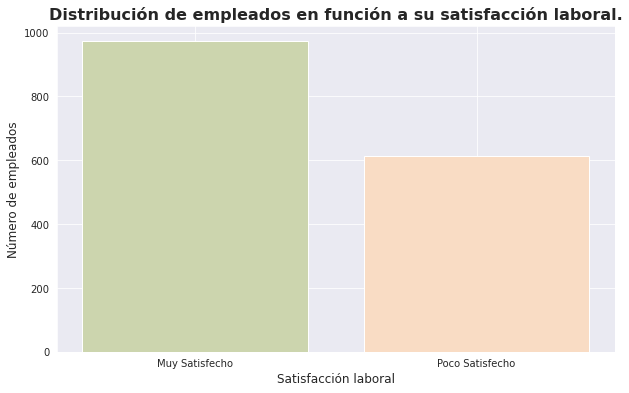 Distribución de empleados en función a su satisfacción laboral.
1000
800
600
400
200
0
Número de empleados
Muy Satisfecho
Poco Satisfecho
Satisfacción laboral